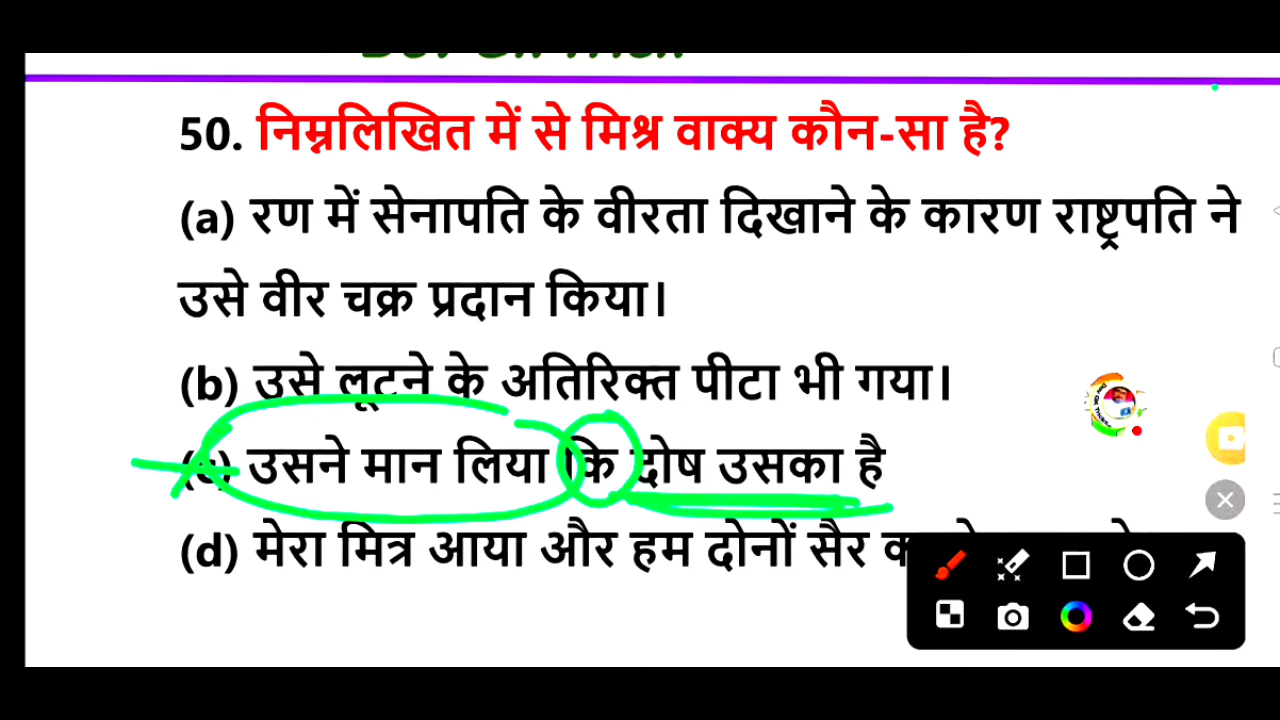 50. निम्नलिखित में से मिश्र वाक्य कौन-सा है?
(a) रण में सेनापति के वीरता दिखाने के कारण राष्ट्रपति ने
उसे वीर चक्र प्रदान किया।
(b) उसे लूटने के अतिरिक्त पीटा भी गया।
(c) उसने मान लिया कि दोष उसका है
(d) मेरा मित्र आया और हम दोनों सैर